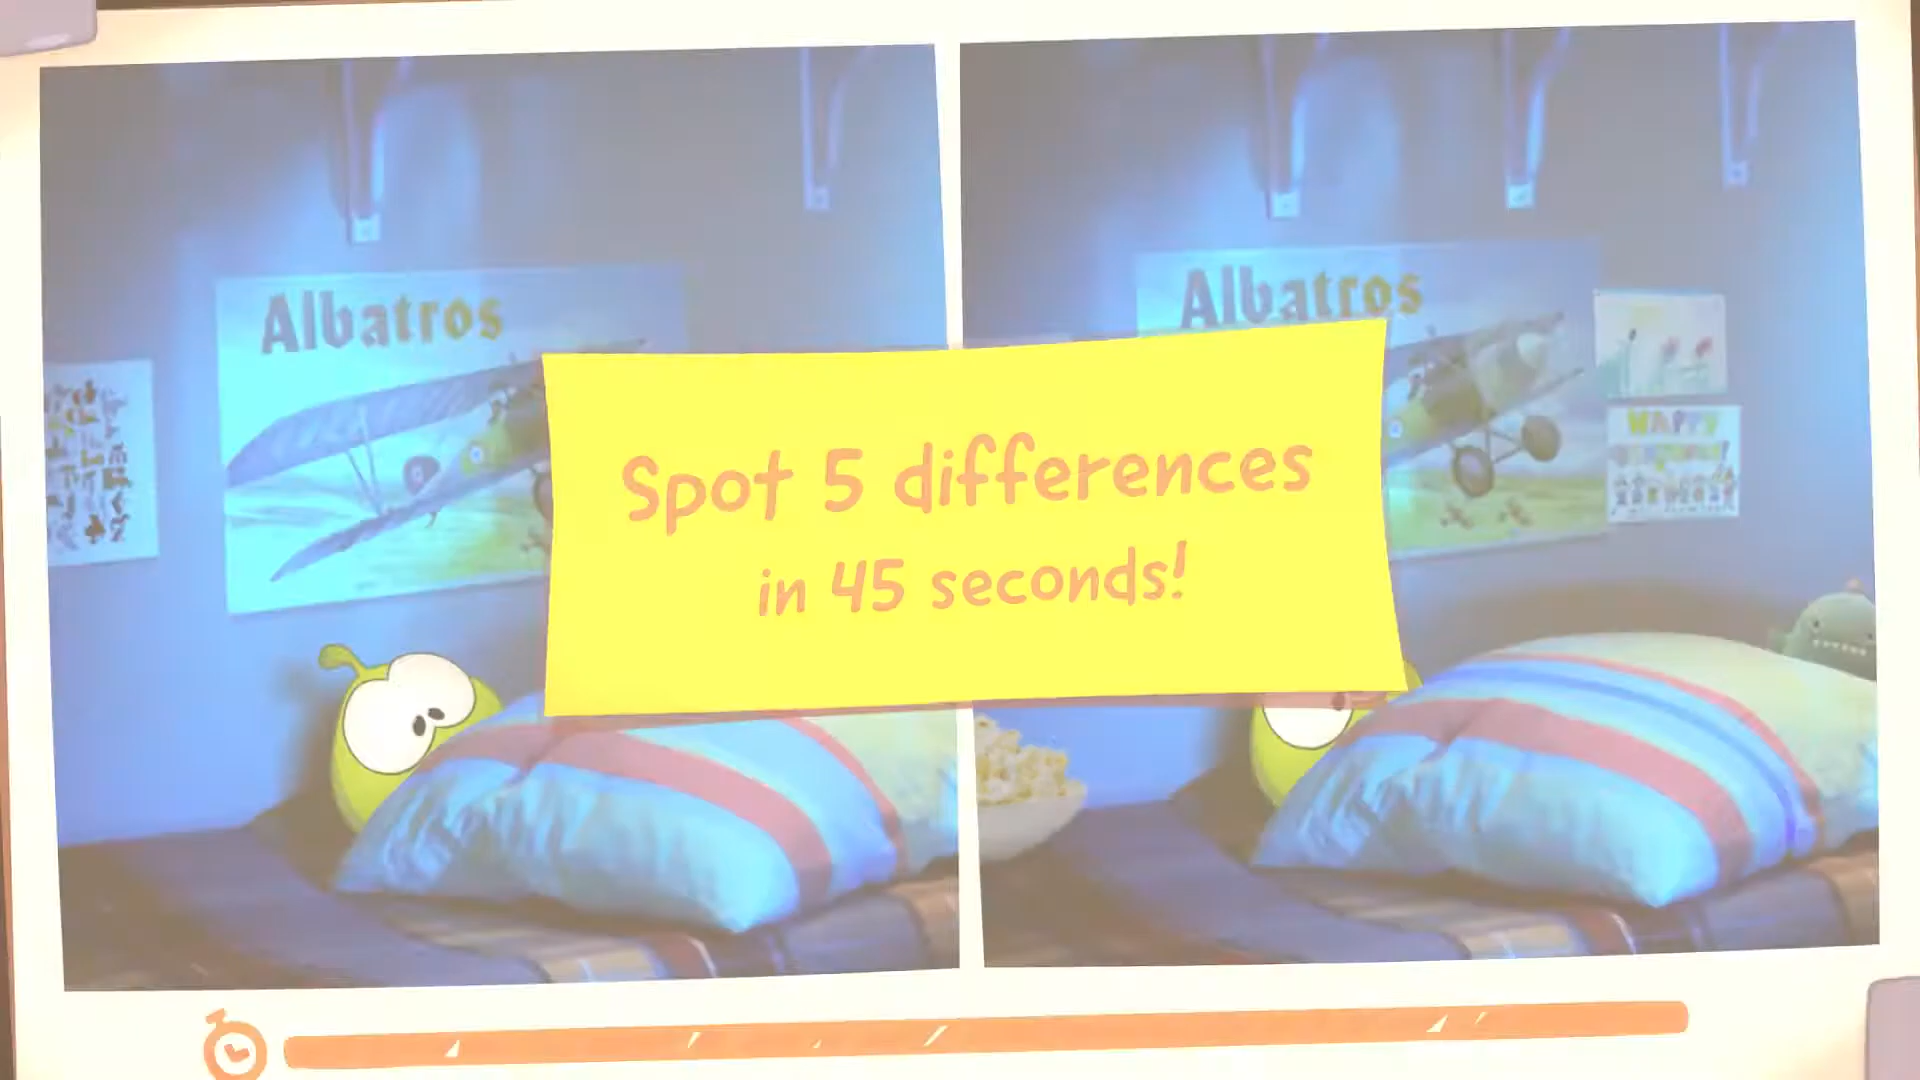 Albatros
Albatros
HAPPY
Spot 5 differences
in 45 seconds!